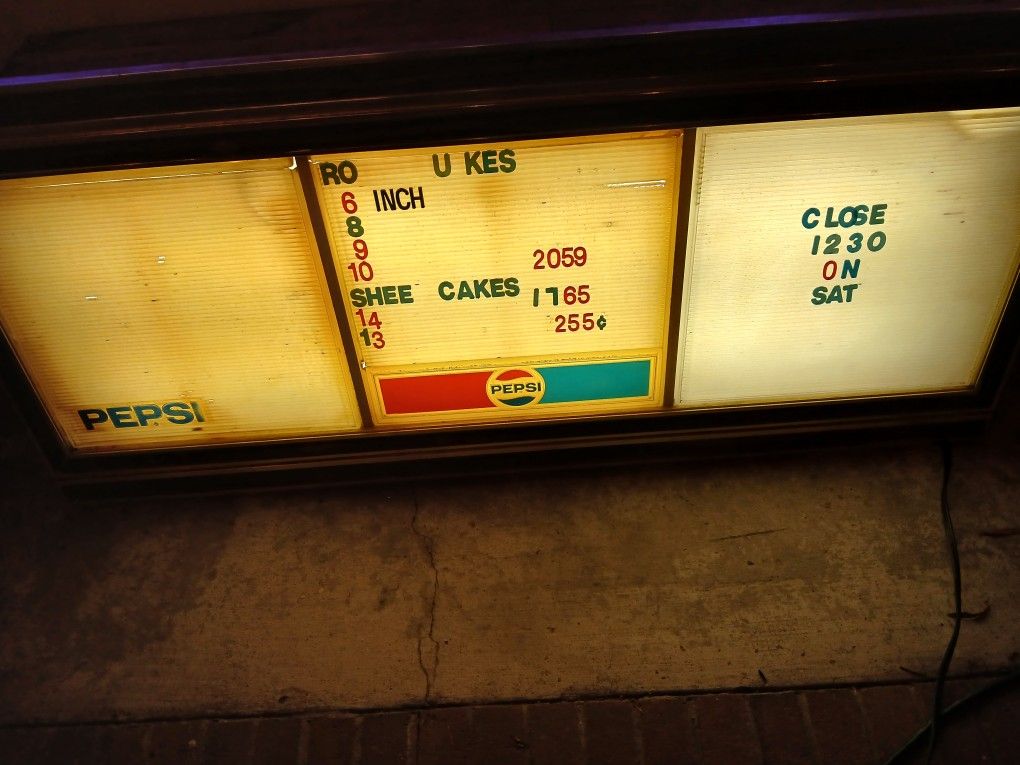 PEPSI
RO U KES
6 INCH
8
9
10 2059
SHEE CAKES 1765
14 255¢
13
PEPSI
CLOSE
1230
ON
SAT